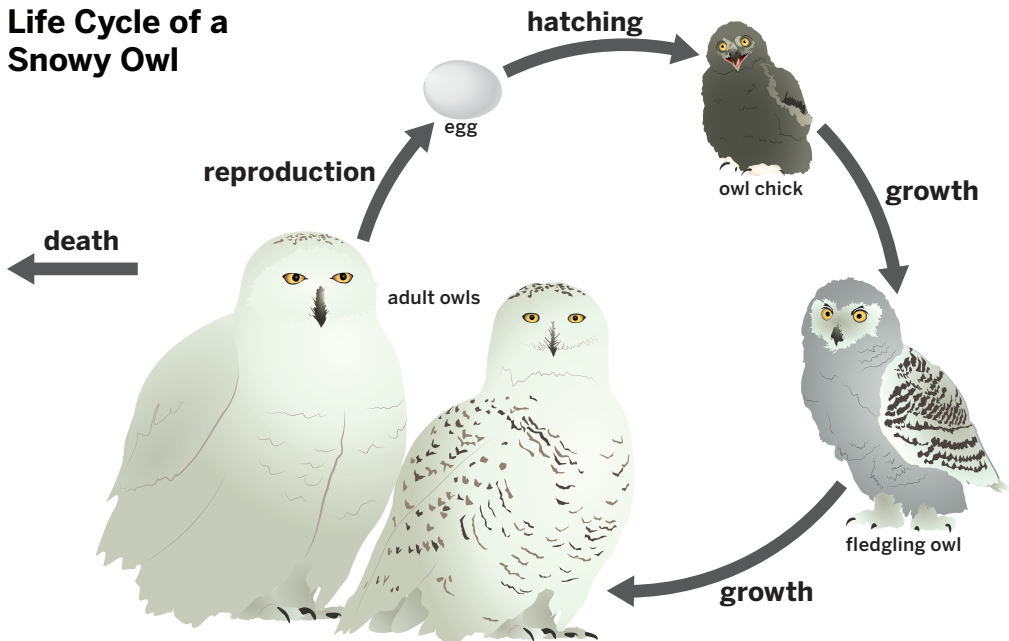 Life Cycle of a
Snowy Owl
hatching
egg
owl chick
reproduction
growth
death
adult owls
fledgling owl
growth